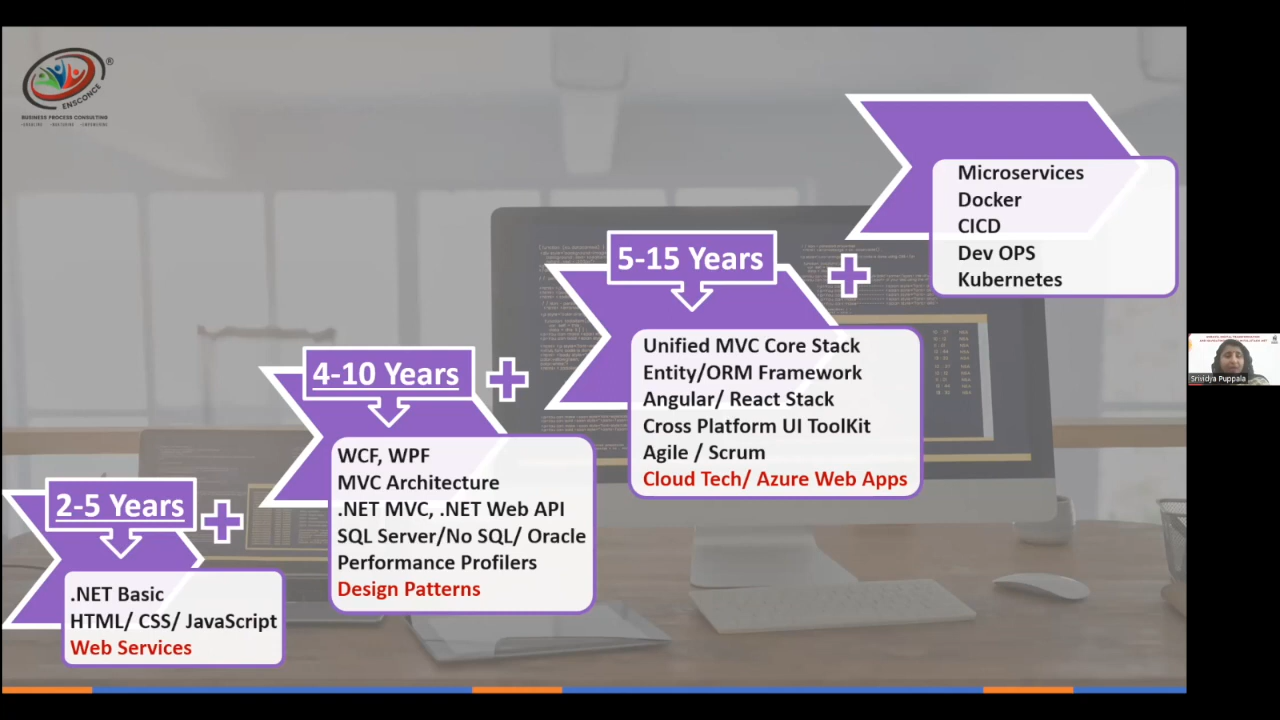 ENSCONCE
®
BUSINESS PROCESS CONSULTING
2-5 Years
.NET Basic
HTML/ CSS/ JavaScript
Web Services
4-10 Years
WCF, WPF
MVC Architecture
.NET MVC, .NET Web API
SQL Server/No SQL/ Oracle
Performance Profilers
Design Patterns
5-15 Years
Unified MVC Core Stack
Entity/ORM Framework
Angular/ React Stack
Cross Platform UI ToolKit
Agile / Scrum
Cloud Tech/ Azure Web Apps
Microservices
Docker
CICD
Dev OPS
Kubernetes
Srividya Puppala